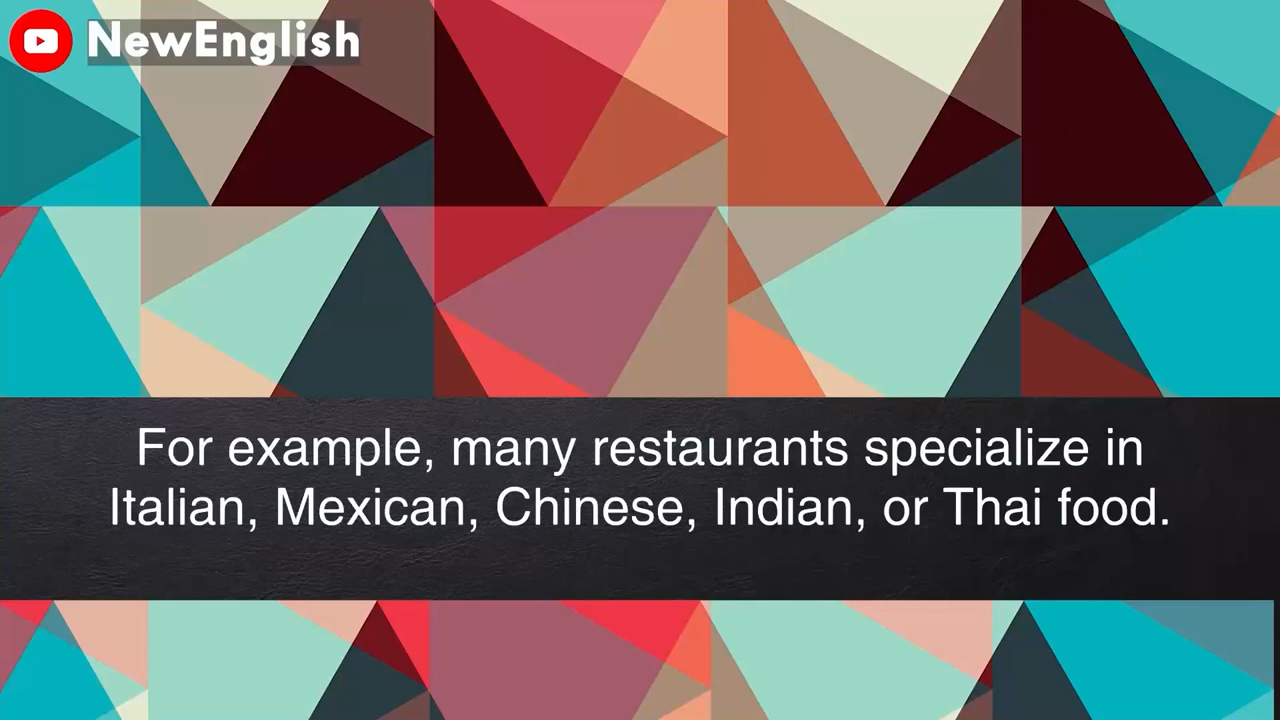 NewEnglish
For example, many restaurants specialize in
Italian, Mexican, Chinese, Indian, or Thai food.